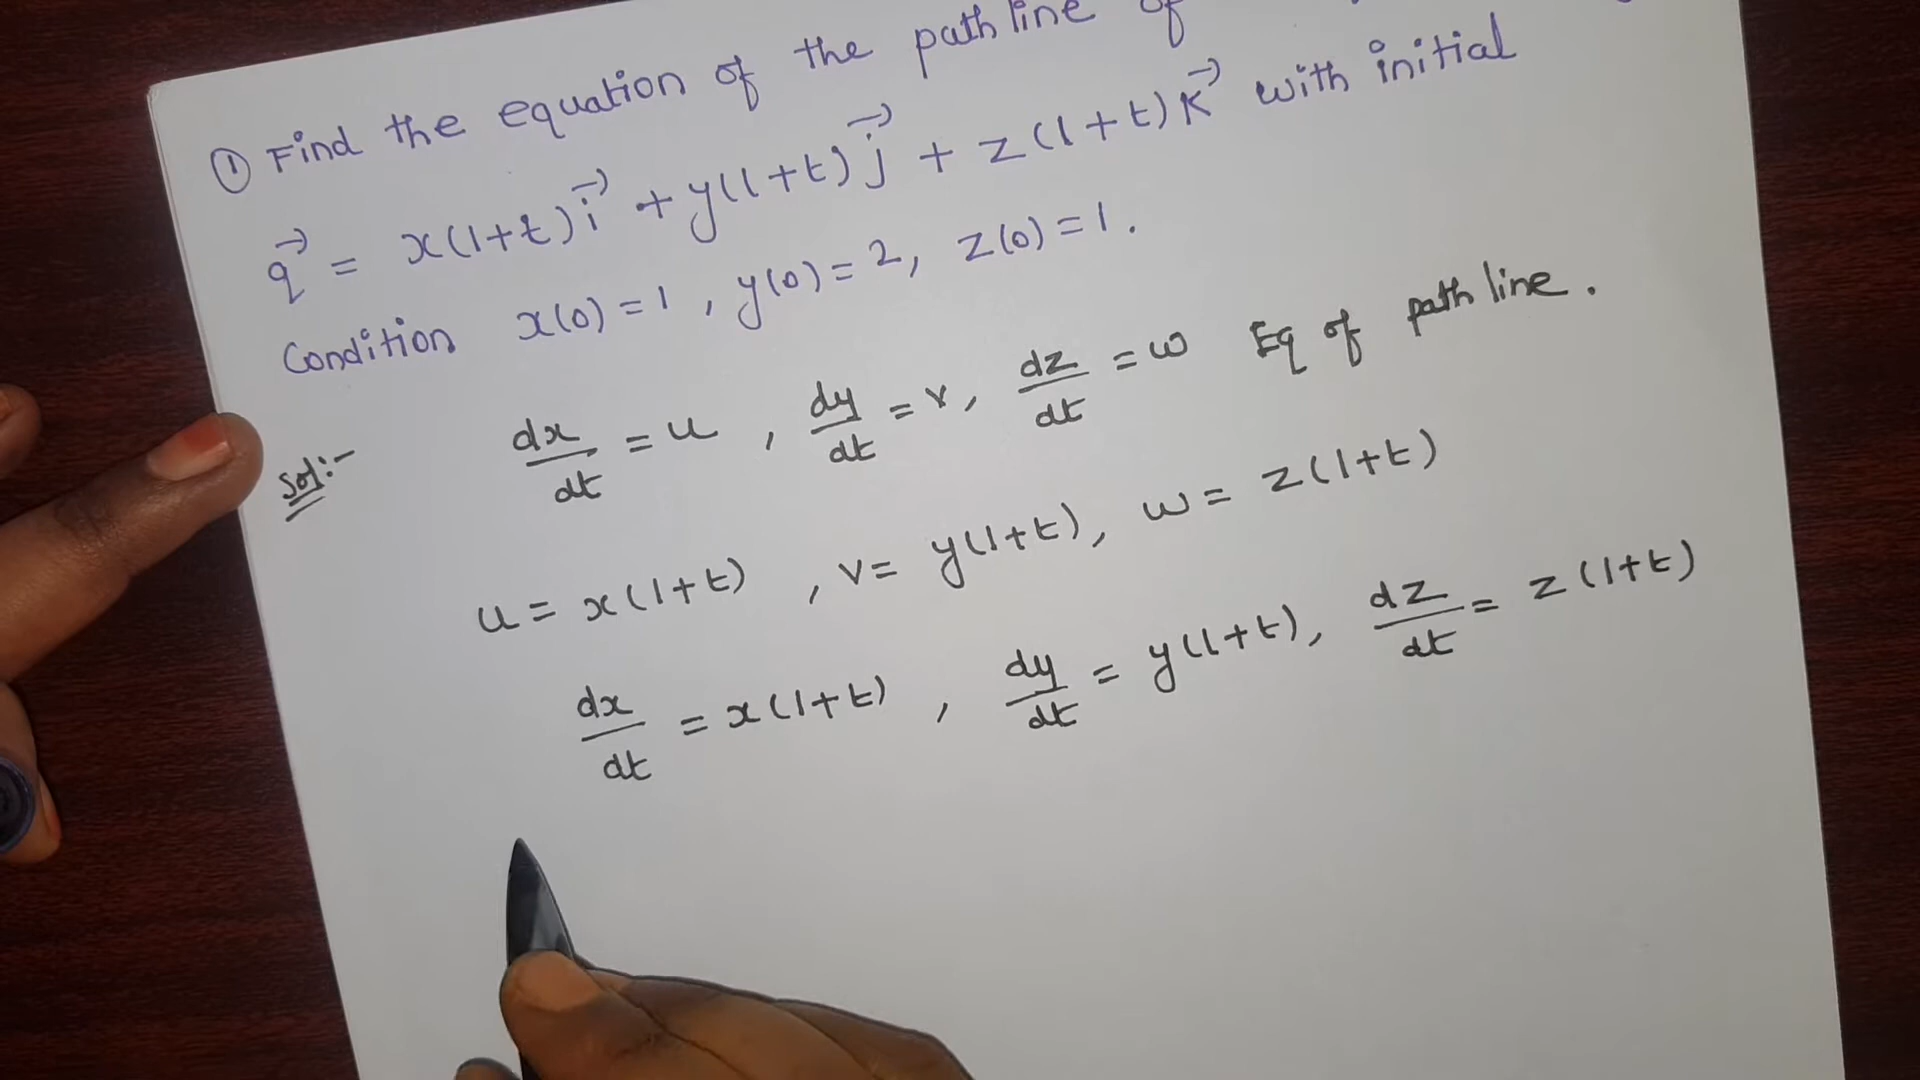 ① Find the equation of the path line of
q⃗ = x(1+t)i⃗ + y(1+t)j⃗ + z(1+t)k⃗ with initial
Condition x(0)=1, y(0)=2, z(0)=1.
Sol:- dx/dt = u, dy/dt = v, dz/dt = w Eq of path line.
u = x(1+t), v = y(1+t), w = z(1+t)
dx/dt = x(1+t), dy/dt = y(1+t), dz/dt = z(1+t)